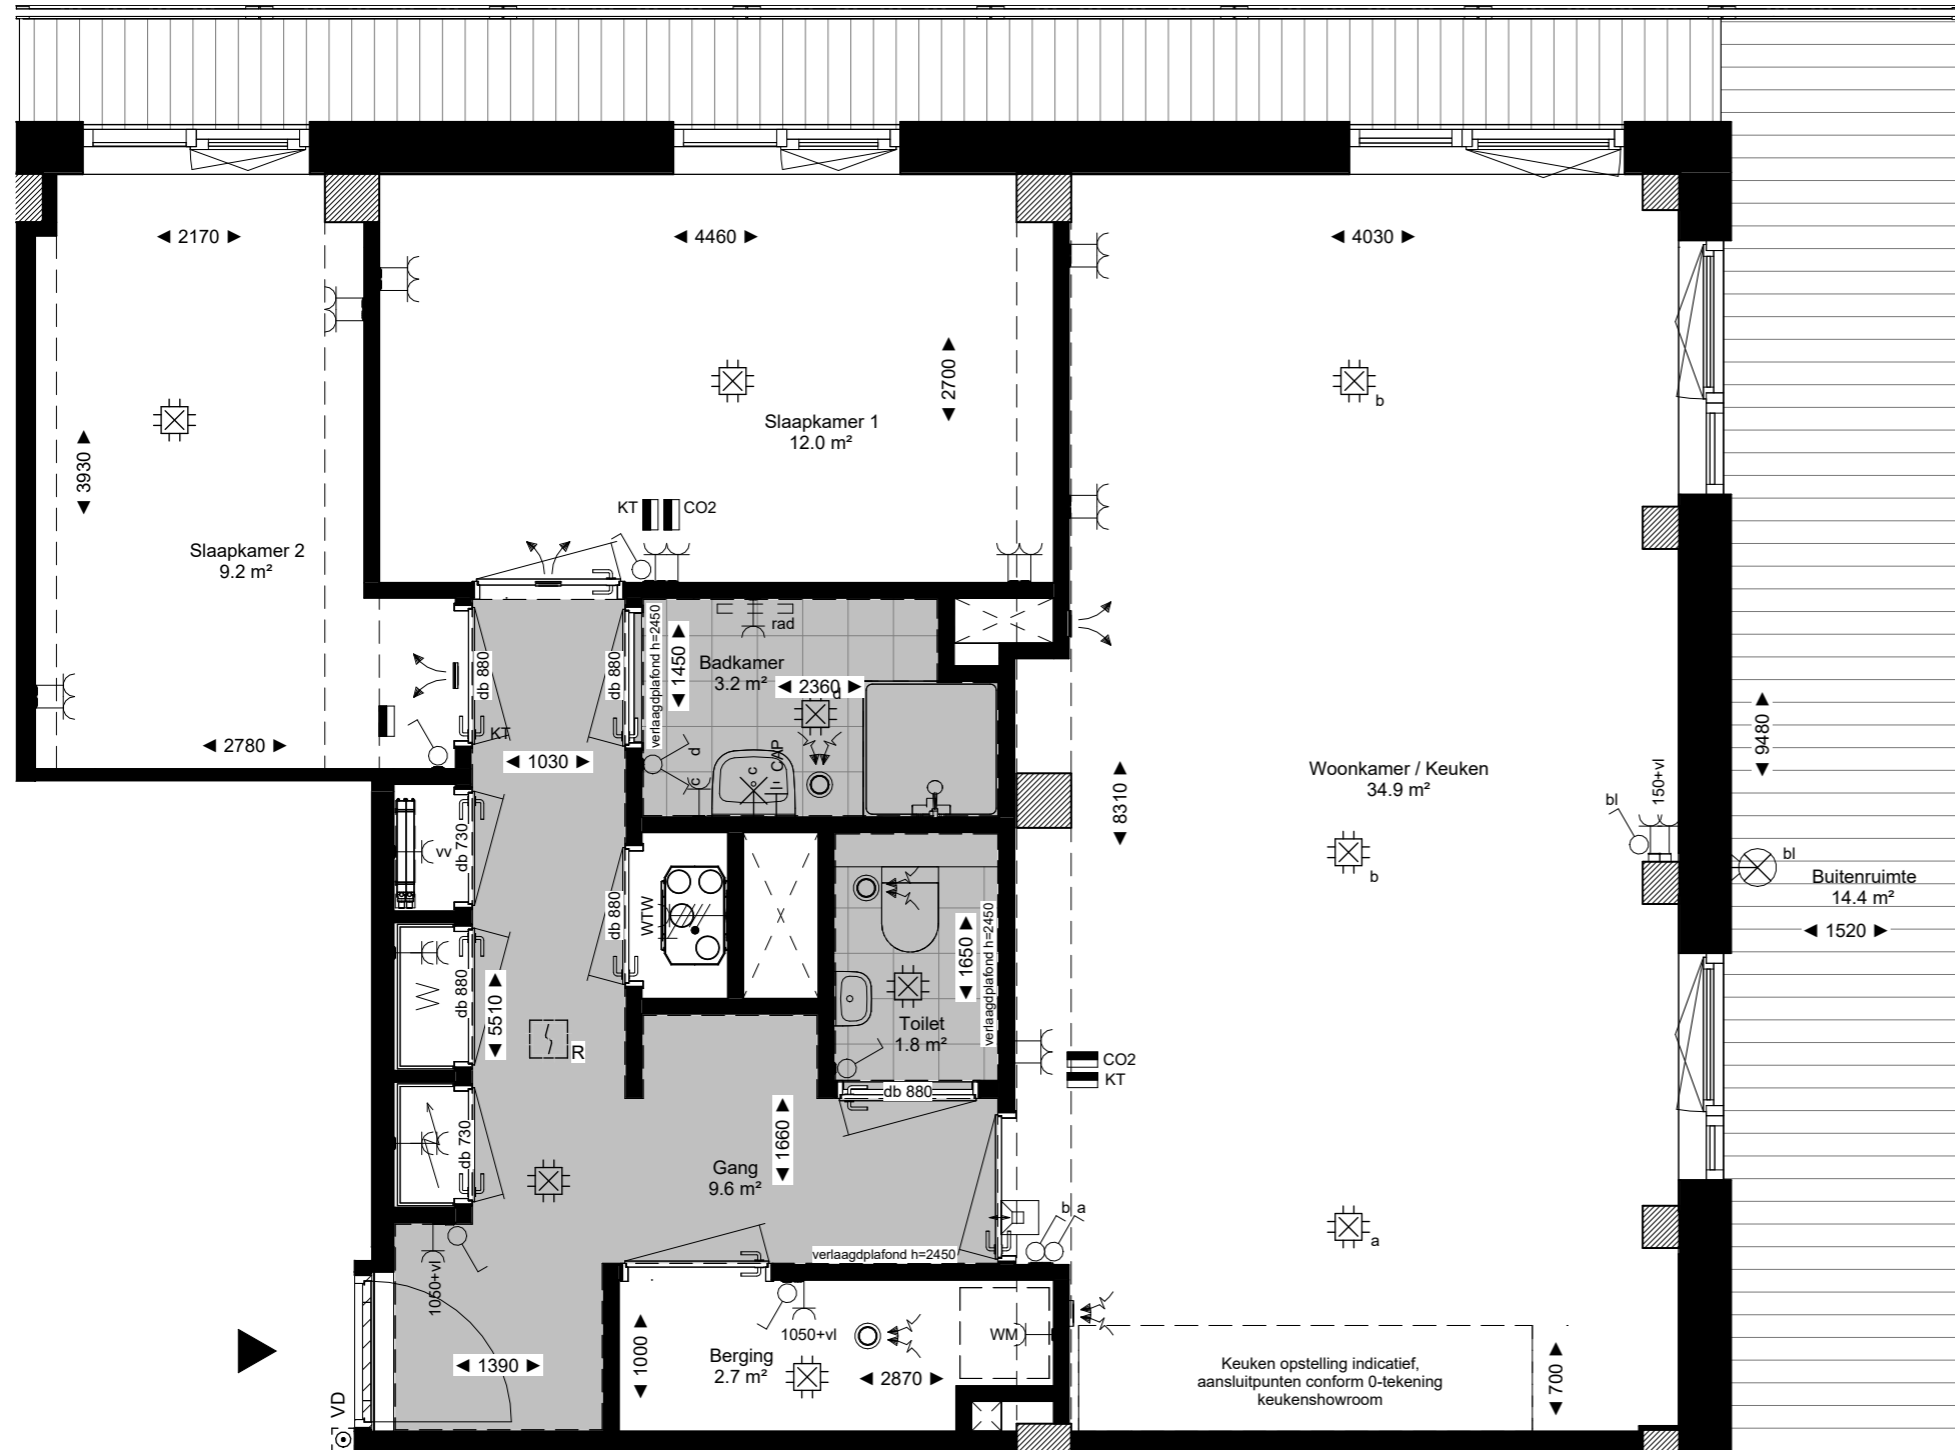 ◄ 2170 ►
◄ 4460 ►
◄ 4030 ►
◄ 2700 ►
b
Slaapkamer 1
12.0 m²
◄ 3930 ►
KT
CO2
Slaapkamer 2
9.2 m²
verlaagdplafond h=2450
rad
◄ 1450 ►
Badkamer
3.2 m²
◄ 2360 ►
d
db 880
db 880
KT
◄ 2780 ►
◄ 1030 ►
d
c
c
CAP
◄ 8310 ►
Woonkamer / Keuken
34.9 m²
◄ 9480 ►
150+vl
bl
bl
vv
db 730
b
Buitenruimte
14.4 m²
◄ 1520 ►
db 880
WTW
◄ 1650 ►
verlaagdplafond h=2450
W
db 880
◄ 5510 ►
R
Toilet
1.8 m²
CO2
KT
db 880
db 730
◄ 1660 ►
Gang
9.6 m²
b
a
a
verlaagdplafond h=2450
1050+vl
1050+vl
WM
◄ 1390 ►
◄ 1000 ►
Berging
2.7 m²
◄ 2870 ►
Keuken opstelling indicatief,
aansluitpunten conform 0-tekening
keukenshowroom
◄ 700 ►
VD